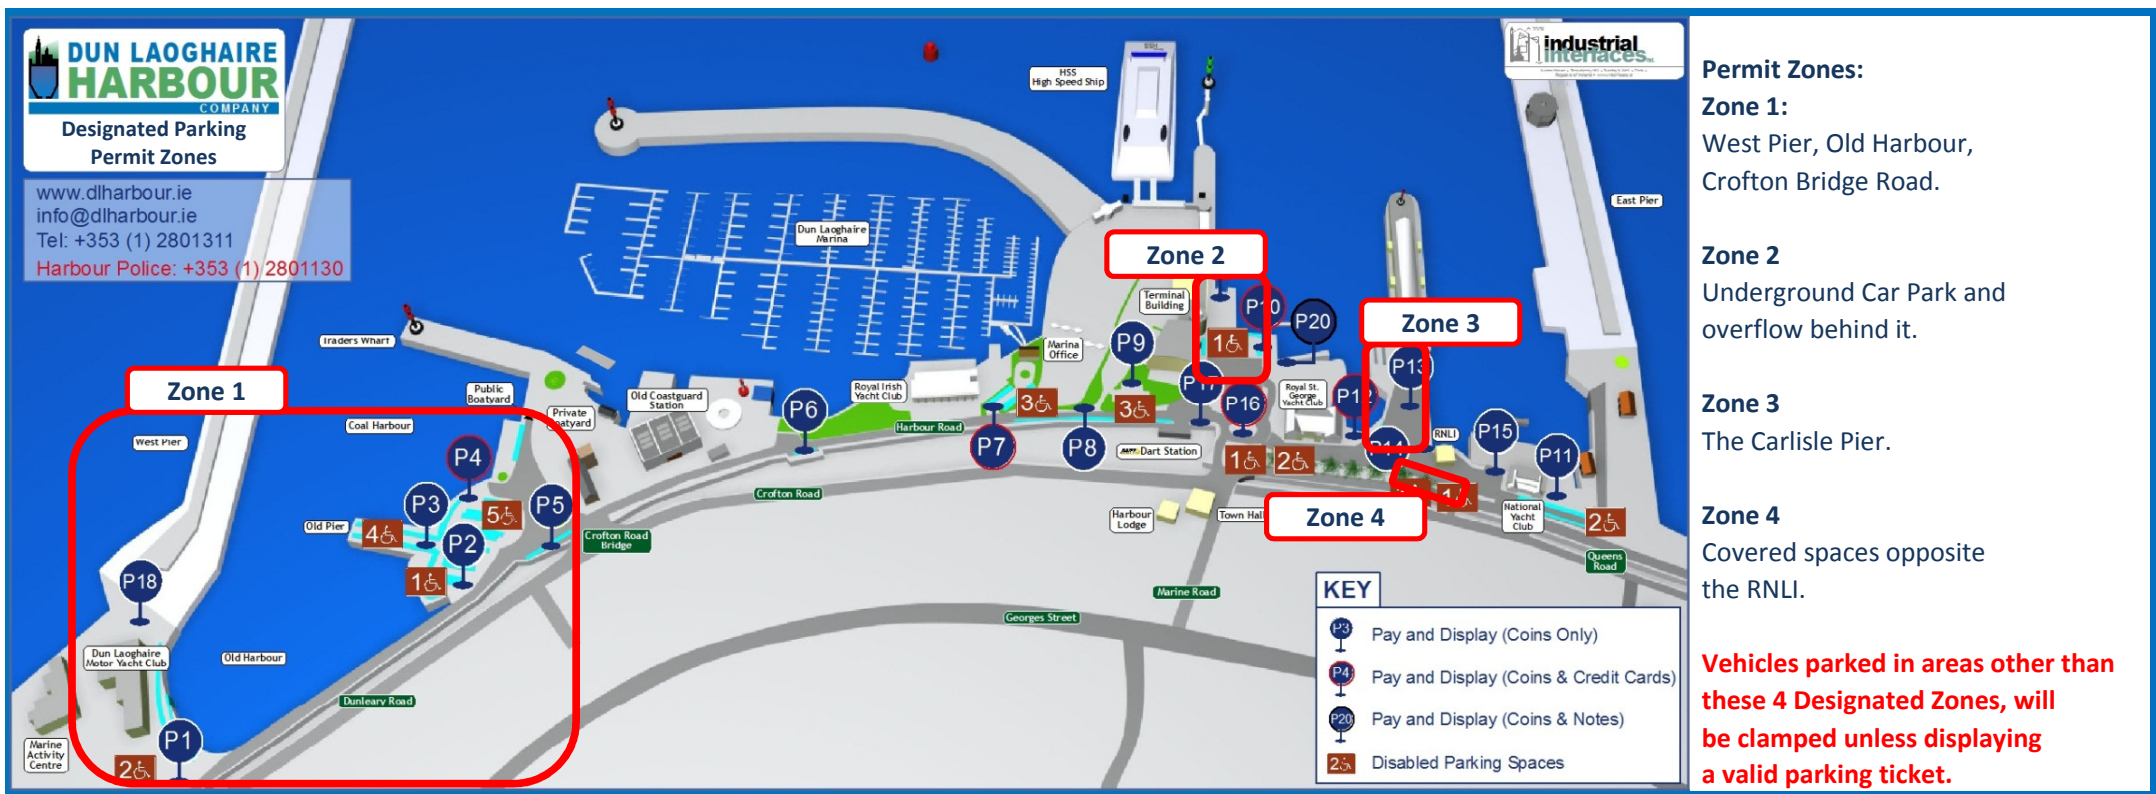 DUN LAOGHAIRE
HARBOUR
COMPANY
Designated Parking
Permit Zones
www.dlharbour.ie
info@dlharbour.ie
Tel: +353 (1) 2801311
Harbour Police: +353 (1) 2801130
HSS
High Speed Ship
industrial
interfaces
East Pier
Dun Laoghaire
Marina
Zone 2
Terminal
Building
P10
P20
1
Zone 3
P13
Traders Wharf
Marina
Office
P9
P17
P16
Royal St.
George
Yacht Club
P12
P14
RNLI
P15
P11
Zone 1
Public
Boatyard
Private
Boatyard
Old Coastguard
Station
P6
Royal Irish
Yacht Club
3
3
Harbour Road
P7
P8
Dart Station
1
2
1
National
Yacht
Club
2
Queens
Road
West Pier
Coal Harbour
P4
P3
5
P5
Old Pier
4
P2
1
Crofton Road
Bridge
Crofton Road
Harbour
Lodge
Town Hall
Zone 4
P18
Dun Laoghaire
Motor Yacht Club
Old Harbour
Dunleary Road
Georges Street
Marine Road
Marine
Activity
Centre
P1
2
KEY
P3 Pay and Display (Coins Only)
P4 Pay and Display (Coins & Credit Cards)
P20 Pay and Display (Coins & Notes)
2 Disabled Parking Spaces
Permit Zones:
Zone 1:
West Pier, Old Harbour,
Crofton Bridge Road.
Zone 2
Underground Car Park and
overflow behind it.
Zone 3
The Carlisle Pier.
Zone 4
Covered spaces opposite
the RNLI.
Vehicles parked in areas other than
these 4 Designated Zones, will
be clamped unless displaying
a valid parking ticket.